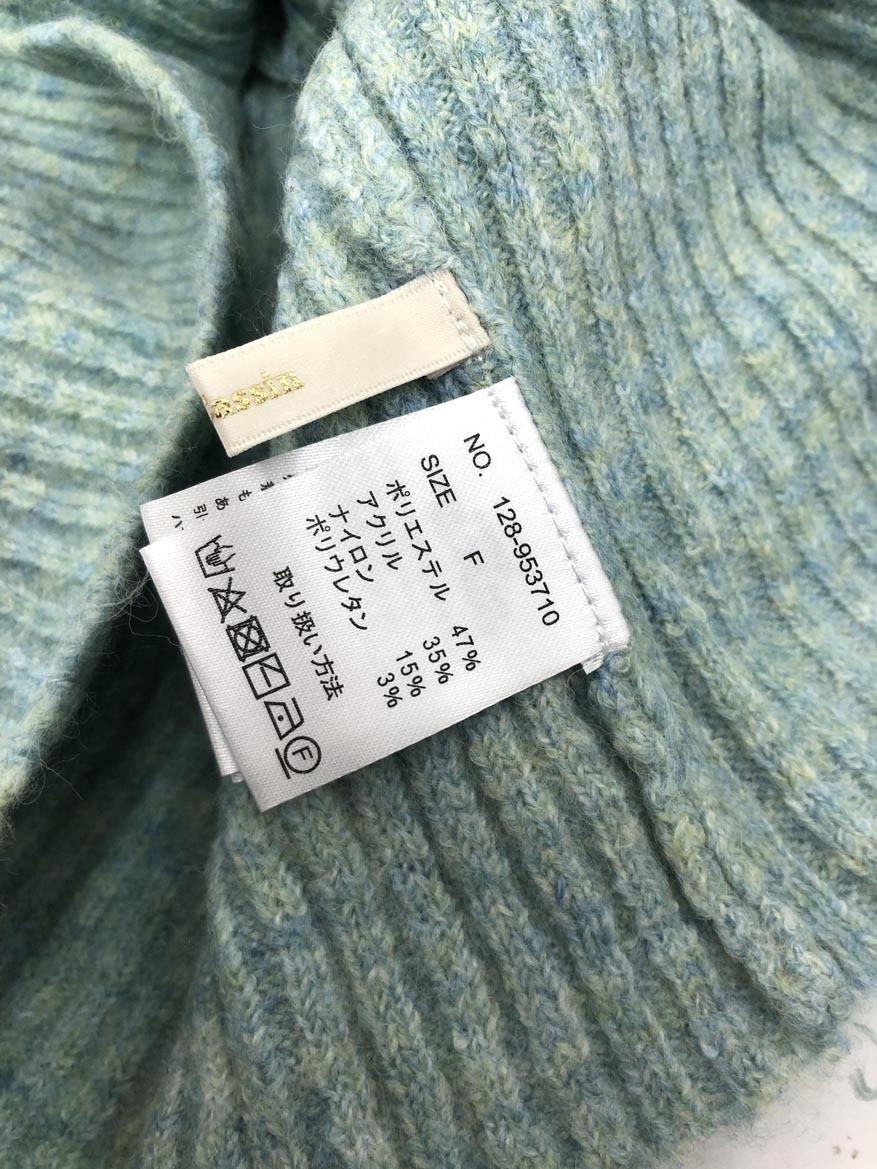 assin
NO. 128-953710
SIZE F
ポリエステル 47%
アクリル 35%
ナイロン 15%
ポリウレタン 3%
取り扱い方法
F